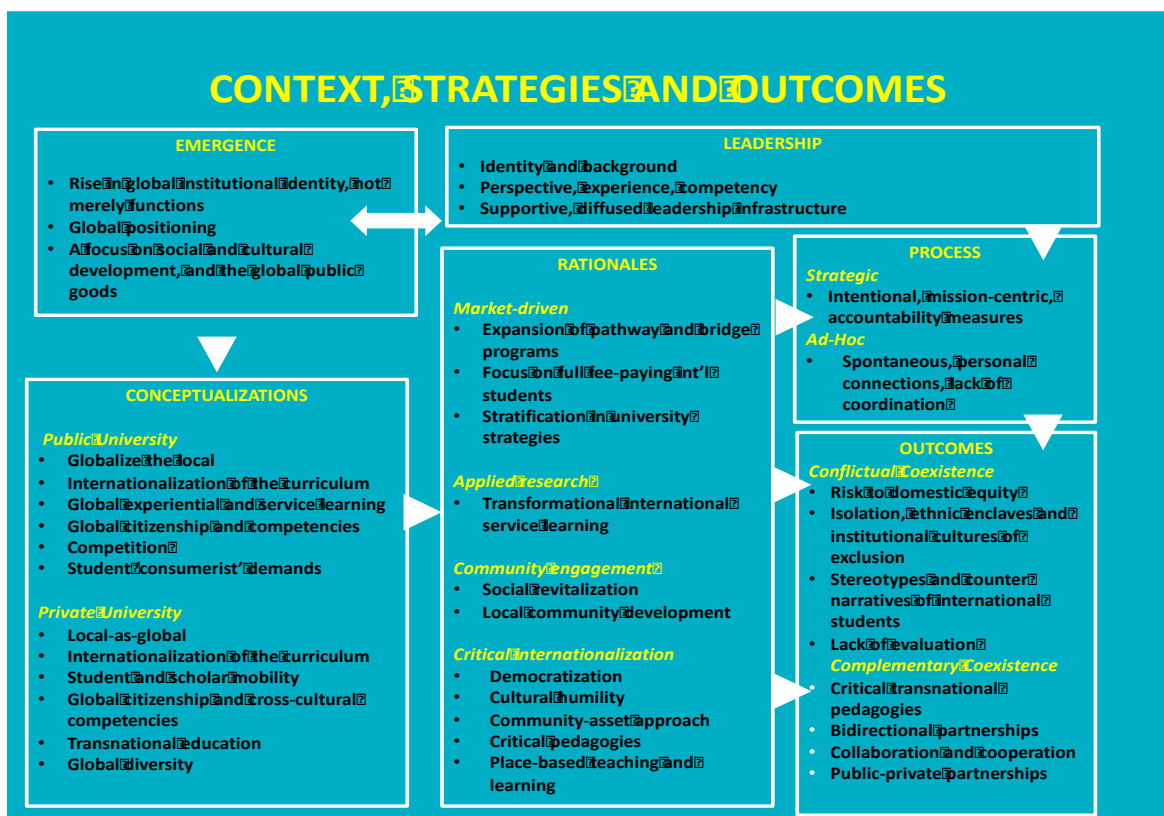 CONTEXT, STRATEGIES AND OUTCOMES
EMERGENCE
• Rise in global institutional identity, not
merely functions
• Global positioning
• A focus on social and cultural
development, and the global public
goods
LEADERSHIP
• Identity and background
• Perspective, experience, competency
• Supportive, diffused leadership infrastructure
CONCEPTUALIZATIONS
Public University
• Globalize the local
• Internationalization of the curriculum
• Global experiential and service learning
• Global citizenship and competencies
• Competition
• Student 'consumerist' demands
Private University
• Local-as-global
• Internationalization of the curriculum
• Student and scholar mobility
• Global citizenship and cross-cultural
competencies
• Transnational education
• Global diversity
RATIONALES
Market-driven
• Expansion of pathway and bridge
programs
• Focus on full fee-paying int'l
students
• Stratification in university
strategies
Applied research
• Transformational international
service learning
Community engagement
• Social revitalization
• Local community development
Critical internationalization
• Democratization
• Cultural humility
• Community-asset approach
• Critical pedagogies
• Place-based teaching and
learning
PROCESS
Strategic
• Intentional, mission-centric,
accountability measures
Ad-Hoc
• Spontaneous, personal
connections, lack of
coordination
OUTCOMES
Conflictual Coexistence
• Risk to domestic equity
• Isolation, ethnic enclaves and
institutional cultures of
exclusion
• Stereotypes and counter
narratives of international
students
• Lack of evaluation
Complementary Coexistence
• Critical transnational
pedagogies
• Bidirectional partnerships
• Collaboration and cooperation
• Public-private partnerships